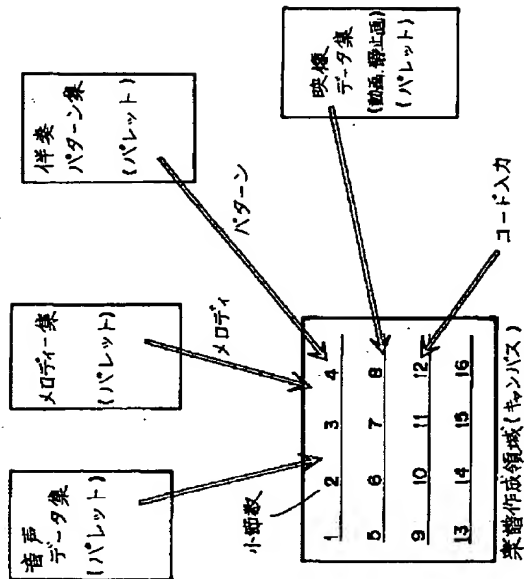 音声
データ集
(パレット)
メロディー集
(パレット)
伴奏
パターン集
(パレット)
映像
データ集
(動画,静止画)
(パレット)
メロディ
パターン
コード入力
小節数
1 2 3 4
5 6 7 8
9 10 11 12
13 14 15 16
楽譜作成領域(キャンバス)